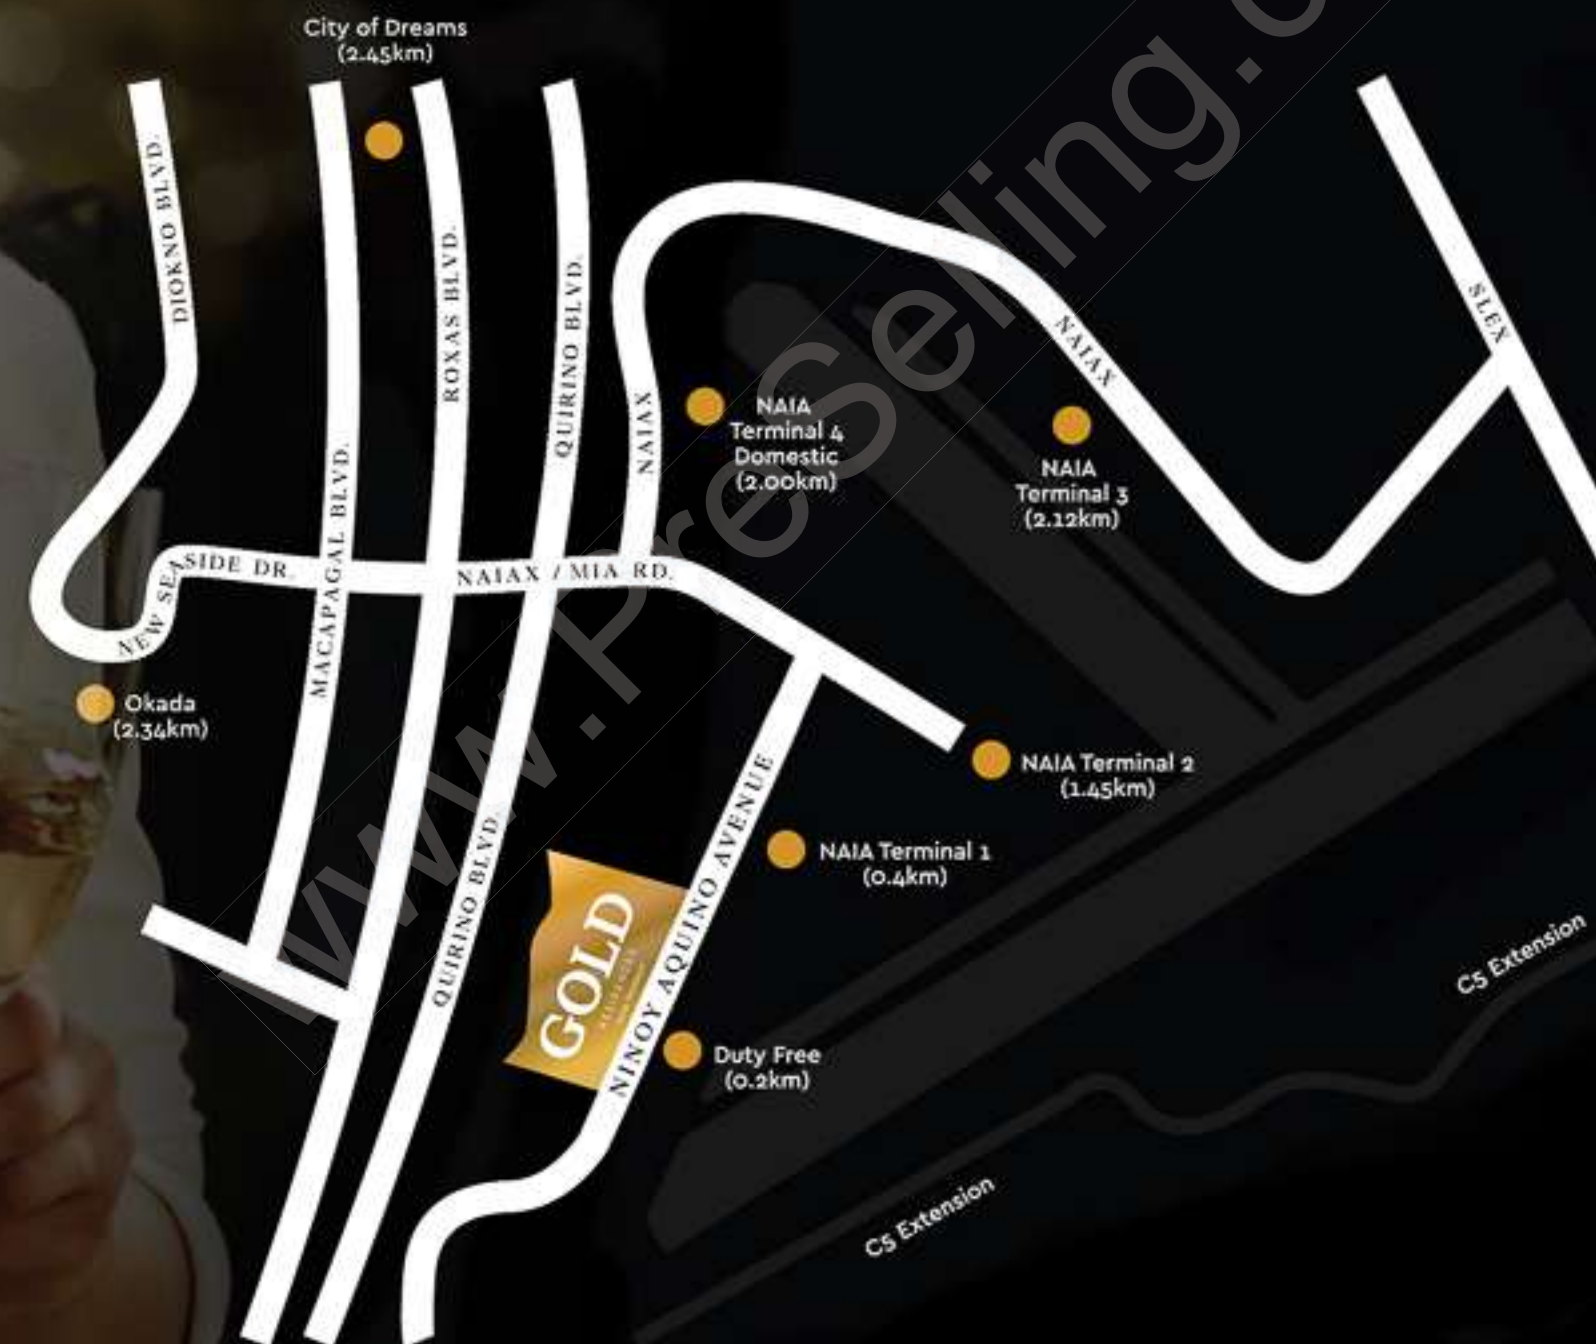 City of Dreams
(2.45km)
DIOKNO BLVD.
ROXAS BLVD.
QUIRINO BLVD.
NAIAX
NAIAX
SLEX
NAIA
Terminal 4
Domestic
(2.00km)
NAIA
Terminal 3
(2.12km)
MACAPAGAL BLVD.
NEW SEASIDE DR.
NAIAX / MIA RD.
Okada
(2.34km)
NAIA Terminal 2
(1.45km)
NAIA Terminal 1
(0.4km)
QUIRINO BLVD.
NINOY AQUINO AVENUE
GOLD
RESIDENCES
Duty Free
(0.2km)
C5 Extension
C5 Extension